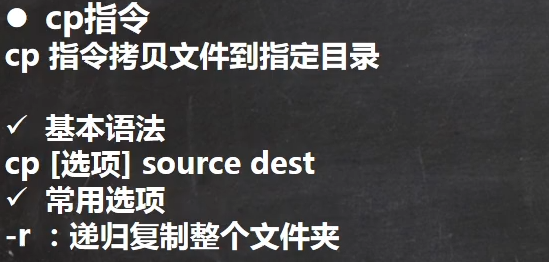 ● cp指令
cp 指令拷贝文件到指定目录
✓ 基本语法
cp [选项] source dest
✓ 常用选项
-r ：递归复制整个文件夹